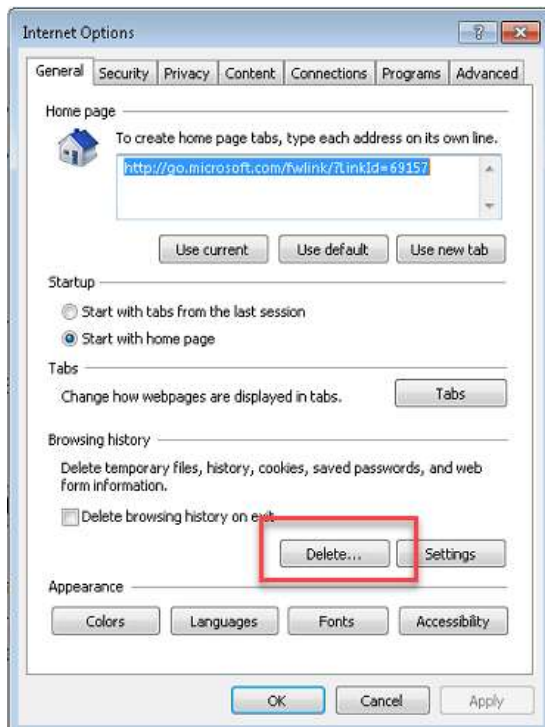 Internet Options
General Security Privacy Content Connections Programs Advanced
Home page
To create home page tabs, type each address on its own line.
http://go.microsoft.com/fwlink/?LinkId=69157
Use current Use default Use new tab
Startup
Start with tabs from the last session
Start with home page
Tabs
Change how webpages are displayed in tabs. Tabs
Browsing history
Delete temporary files, history, cookies, saved passwords, and web
form information.
Delete browsing history on exit
Delete... Settings
Appearance
Colors Languages Fonts Accessibility
OK Cancel Apply